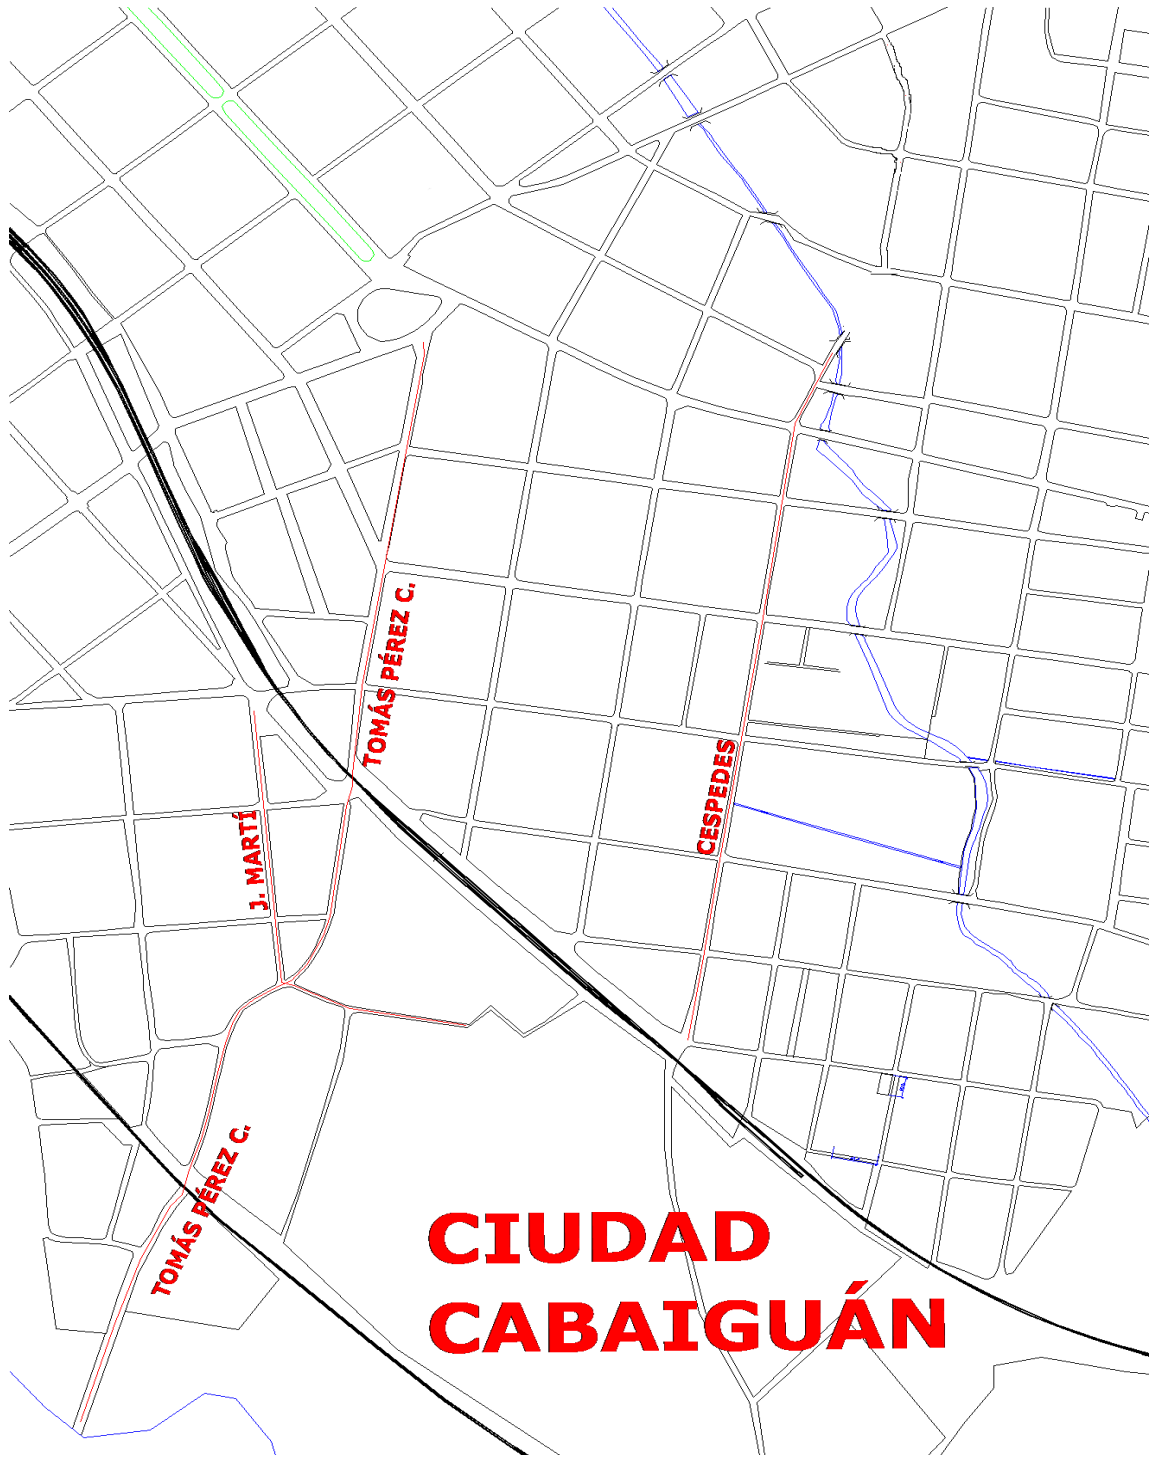 TOMÁS PÉREZ C.
CESPEDES
J. MARTÍ
TOMÁS PÉREZ C.
CIUDAD
CABAIGUÁN